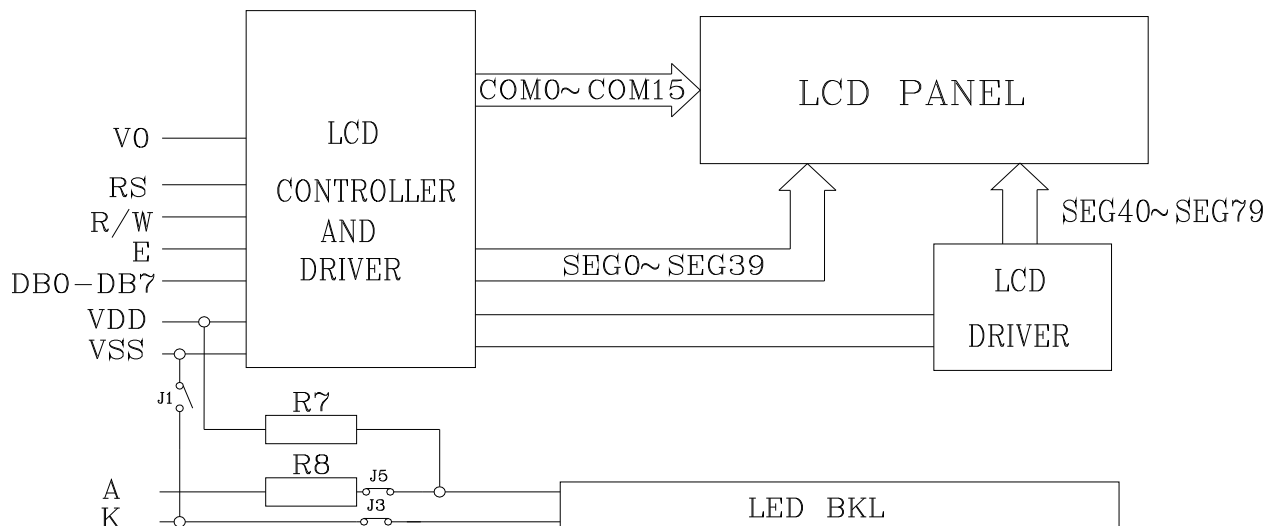 LCD
CONTROLLER
AND
DRIVER
COM0~COM15
LCD PANEL
V0
RS
R/W
E
DB0-DB7
VDD
VSS
SEG0~SEG39
SEG40~SEG79
LCD
DRIVER
J1
R7
R8
J5
J3
A
K
LED BKL